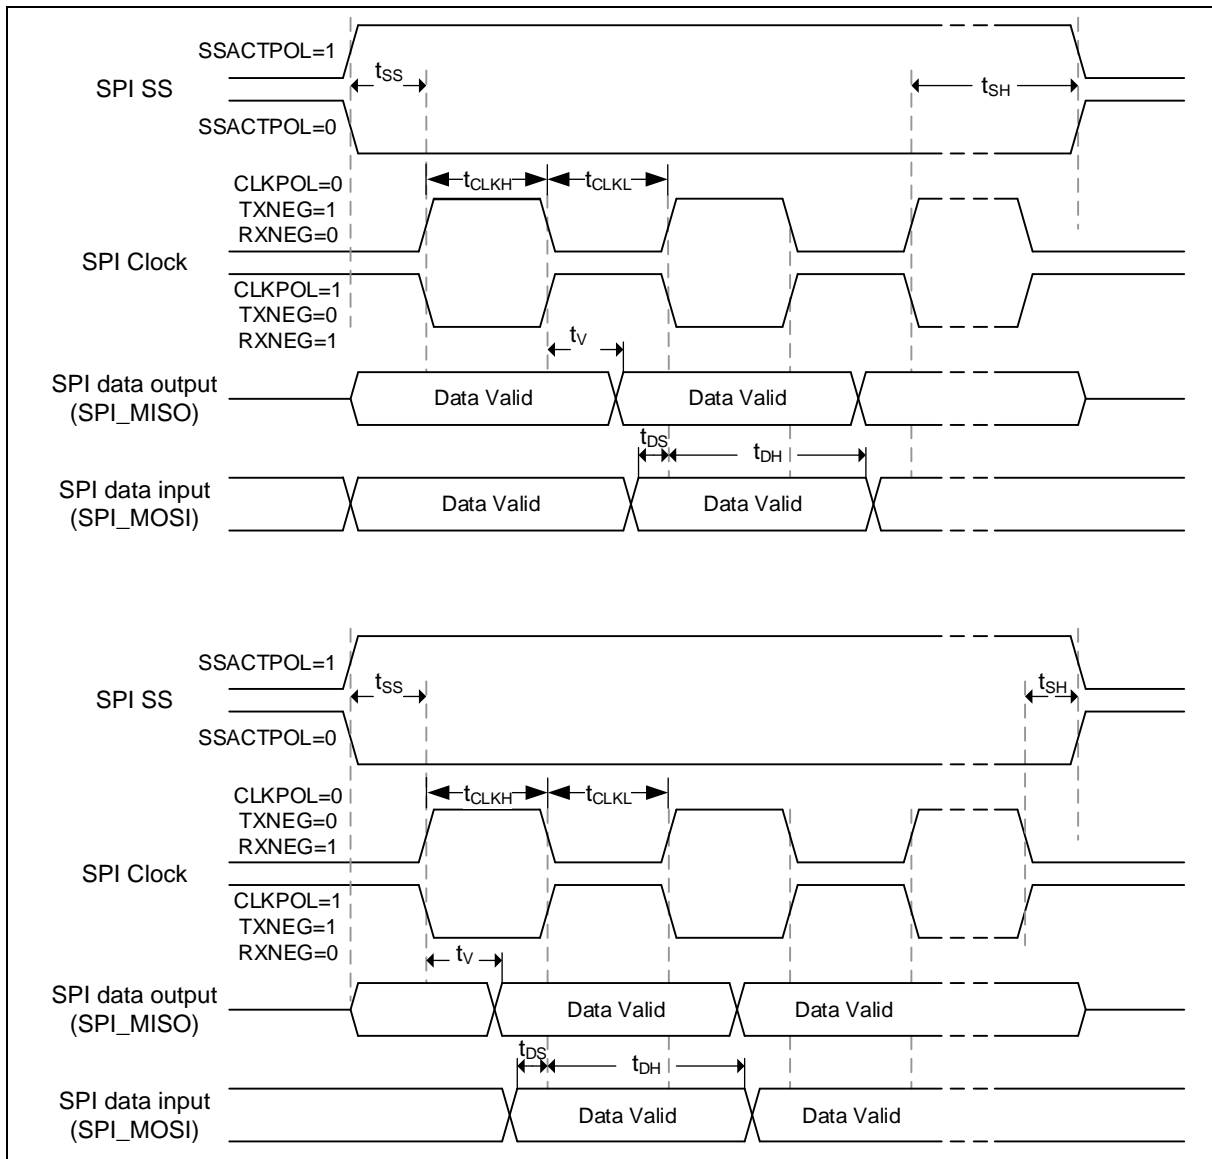 SSACTPOL=1
SPI SS
tSS
tSH
SSACTPOL=0
CLKPOL=0
TXNEG=1
RXNEG=0
tCLKH
tCLKL
SPI Clock
CLKPOL=1
TXNEG=0
RXNEG=1
tV
SPI data output
(SPI_MISO)
Data Valid
Data Valid
tDS
tDH
SPI data input
(SPI_MOSI)
Data Valid
Data Valid
SSACTPOL=1
SPI SS
tSS
tSH
SSACTPOL=0
CLKPOL=0
TXNEG=0
RXNEG=1
tCLKH
tCLKL
SPI Clock
CLKPOL=1
TXNEG=1
RXNEG=0
tV
SPI data output
(SPI_MISO)
Data Valid
Data Valid
tDS
tDH
SPI data input
(SPI_MOSI)
Data Valid
Data Valid